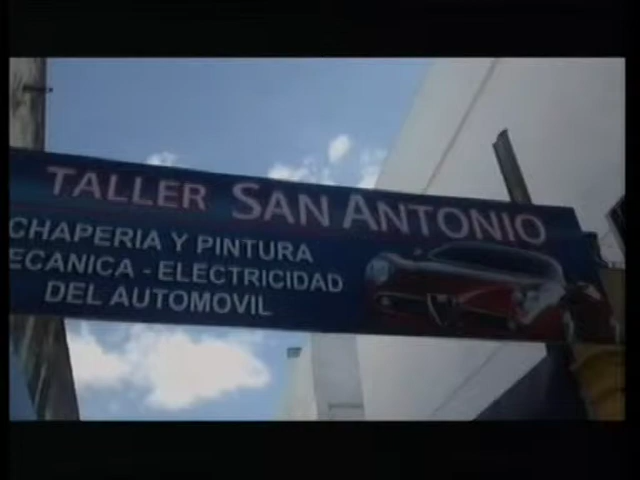 TALLER SAN ANTONIO
CHAPERIA Y PINTURA
ECANICA - ELECTRICIDAD
DEL AUTOMOVIL